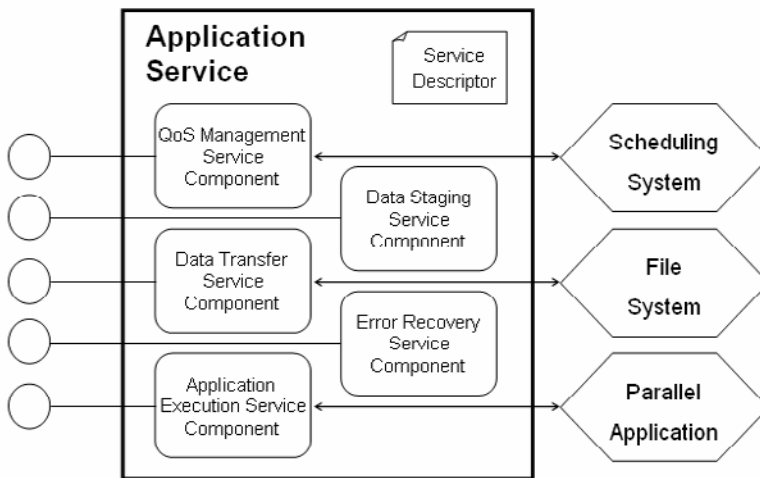 Application
Service
Service
Descriptor
QoS Management
Service
Component
Scheduling
System
Data Staging
Service
Component
Data Transfer
Service
Component
File
System
Error Recovery
Service
Component
Application
Execution Service
Component
Parallel
Application